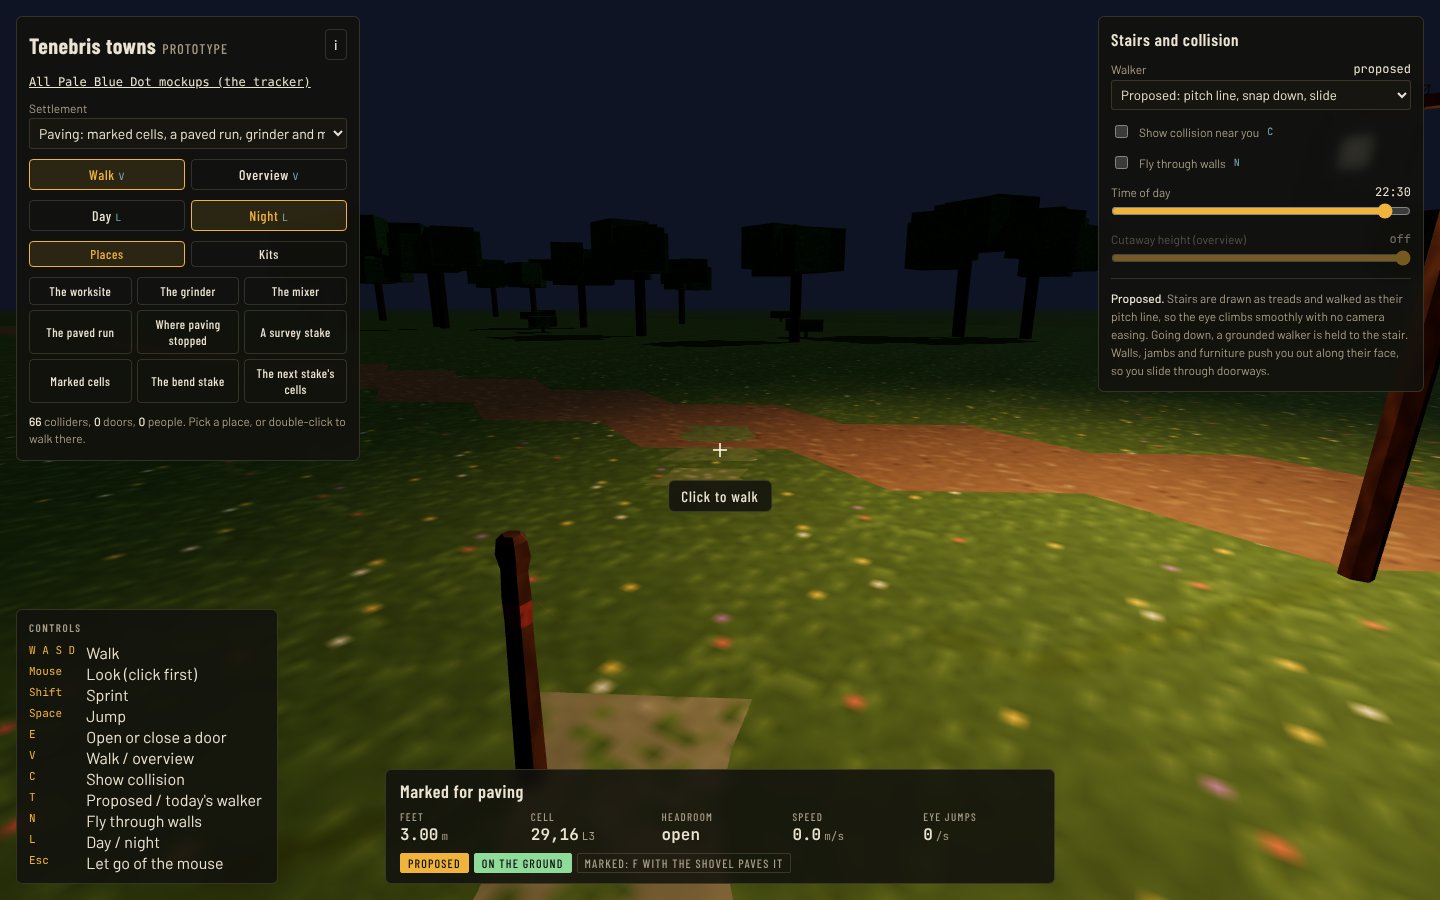 Tenebris towns PROTOTYPE
i
All Pale Blue Dot mockups (the tracker)
Settlement
Paving: marked cells, a paved run, grinder and m
Walk V
Overview V
Day L
Night L
Places
Kits
The worksite
The grinder
The mixer
The paved run
Where paving
stopped
A survey stake
Marked cells
The bend stake
The next stake's
cells
66 colliders, 0 doors, 0 people. Pick a place, or double-click to
walk there.
Stairs and collision
Walker
proposed
Proposed: pitch line, snap down, slide
Show collision near you C
Fly through walls N
Time of day
22:30
Cutaway height (overview)
off
Proposed. Stairs are drawn as treads and walked as their
pitch line, so the eye climbs smoothly with no camera
easing. Going down, a grounded walker is held to the stair.
Walls, jambs and furniture push you out along their face,
so you slide through doorways.
Click to walk
CONTROLS
W A S D Walk
Mouse Look (click first)
Shift Sprint
Space Jump
E Open or close a door
V Walk / overview
C Show collision
T Proposed / today's walker
N Fly through walls
L Day / night
Esc Let go of the mouse
Marked for paving
FEET
3.00 m
CELL
29,16 L3
HEADROOM
open
SPEED
0.0 m/s
EYE JUMPS
0 /s
PROPOSED
ON THE GROUND
MARKED: F WITH THE SHOVEL PAVES IT